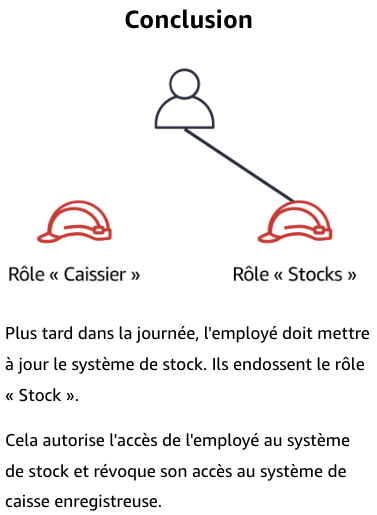 Conclusion
Rôle « Caissier »
Rôle « Stocks »
Plus tard dans la journée, l'employé doit mettre
à jour le système de stock. Ils endossent le rôle
« Stock ».
Cela autorise l'accès de l'employé au système
de stock et révoque son accès au système de
caisse enregistreuse.